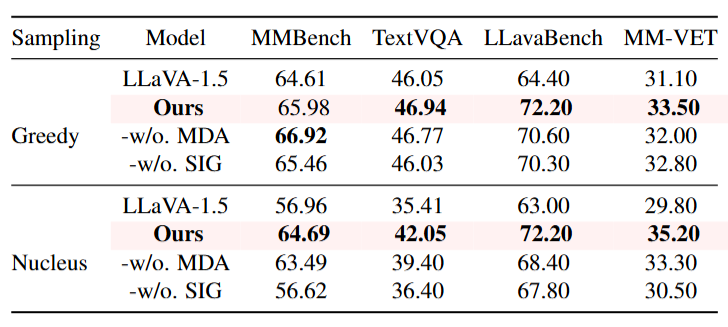 Sampling Model MMBench TextVQA LLavaBench MM-VET
LLaVA-1.5 64.61 46.05 64.40 31.10
Ours 65.98 46.94 72.20 33.50
Greedy -w/o. MDA 66.92 46.77 70.60 32.00
-w/o. SIG 65.46 46.03 70.30 32.80
LLaVA-1.5 56.96 35.41 63.00 29.80
Ours 64.69 42.05 72.20 35.20
Nucleus -w/o. MDA 63.49 39.40 68.40 33.30
-w/o. SIG 56.62 36.40 67.80 30.50